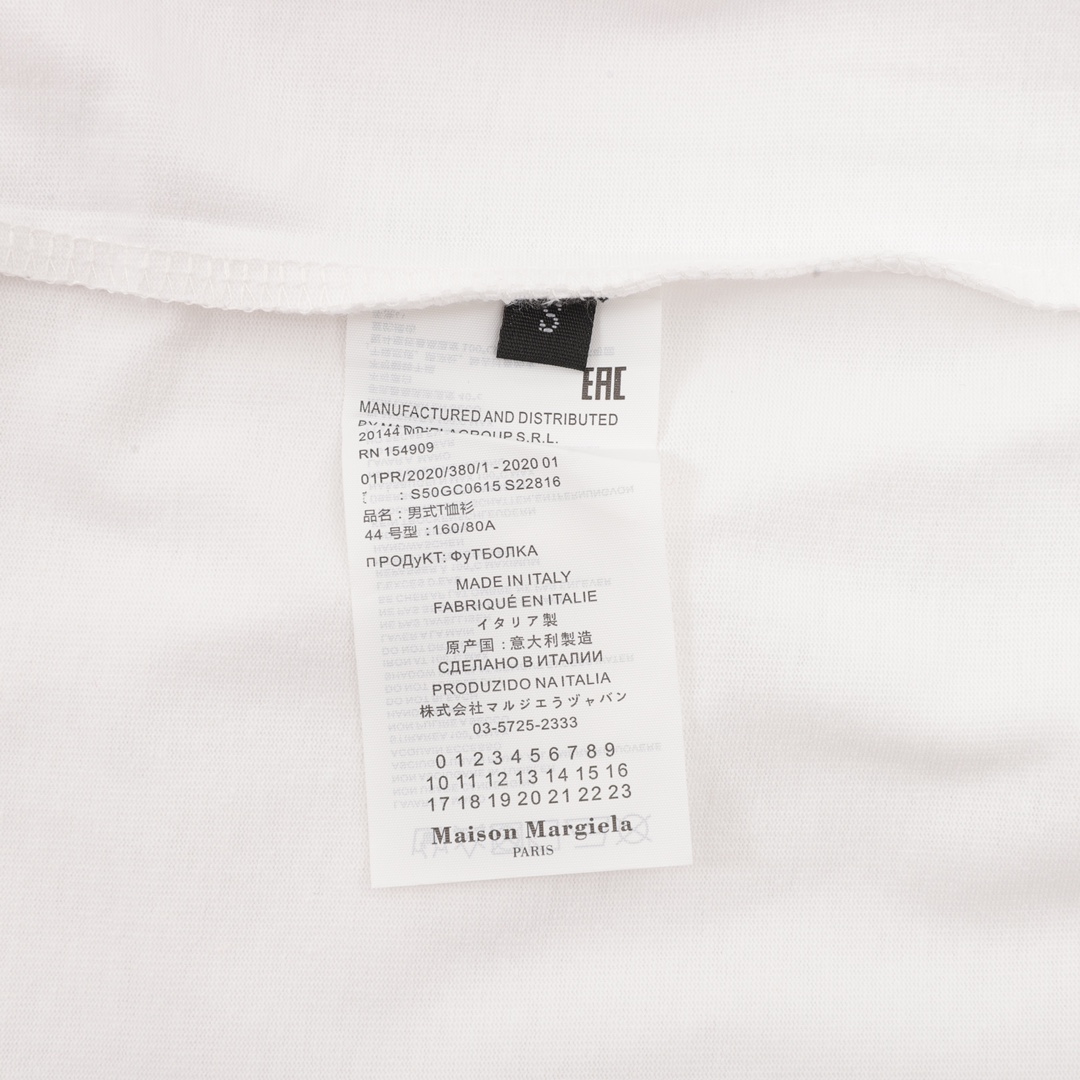 S
EAC
MANUFACTURED AND DISTRIBUTED
S.R.L.
20144
RN 154909
01PR/2020/380/1 - 2020 01
: S50GC0615 S22816
品名：男式T恤衫
44 号型 :160/80A
ПРОДуКТ: ФуТБОЛКА
MADE IN ITALY
FABRIQUÉ EN ITALIE
イタリア製
原产国：意大利製造
СДЕЛАНО В ИТАЛИИ
PRODUZIDO NA ITALIA
株式会社マルジエラヅャバン
03-5725-2333
0 1 2 3 4 5 6 7 8 9
10 11 12 13 14 15 16
17 18 19 20 21 22 23
Maison Margiela
PARIS